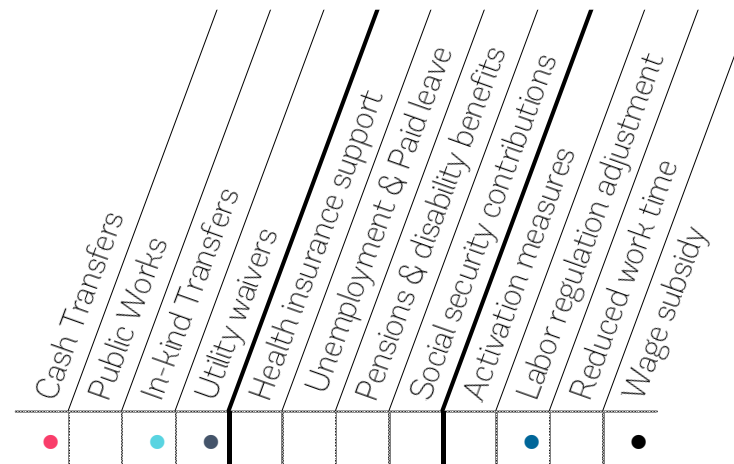 Cash Transfers
Public Works
In-kind Transfers
Utility waivers
Health insurance support
Unemployment & Paid leave
Pensions & disability benefits
Social security contributions
Activation measures
Labor regulation adjustment
Reduced work time
Wage subsidy